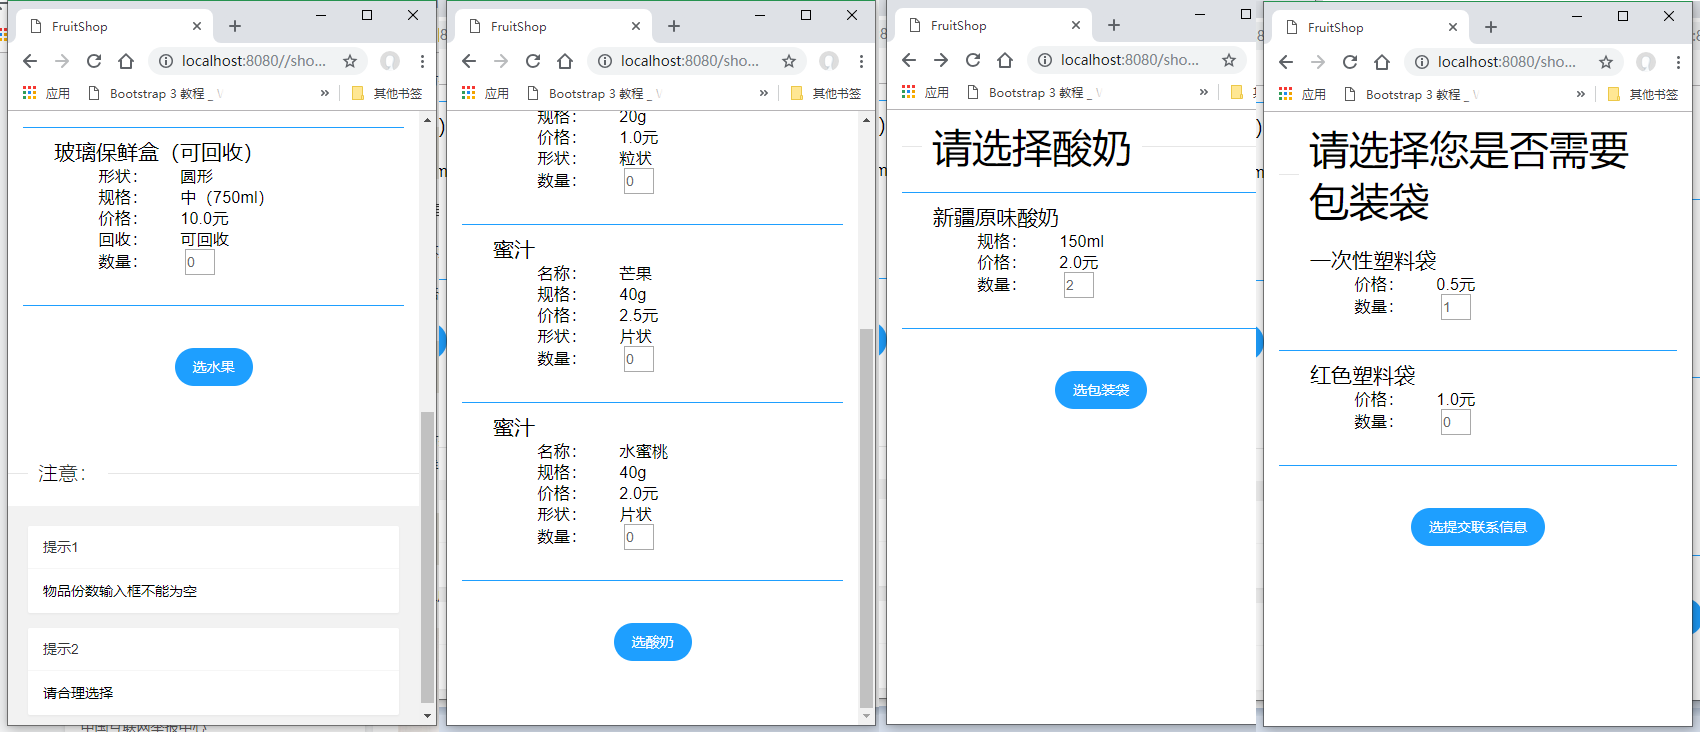 FruitShop
localhost:8080//sho...
应用
Bootstrap 3 教程 _
»
其他书签
玻璃保鲜盒（可回收）
形状： 圆形
规格： 中（750ml）
价格： 10.0元
回收： 可回收
数量： 0
选水果
注意：
提示1
物品份数输入框不能为空
提示2
请合理选择
FruitShop
localhost:8080/sho...
应用
Bootstrap 3 教程 _
»
其他书签
规格： 20g
价格： 1.0元
形状： 粒状
数量： 0
蜜汁
名称： 芒果
规格： 40g
价格： 2.5元
形状： 片状
数量： 0
蜜汁
名称： 水蜜桃
规格： 40g
价格： 2.0元
形状： 片状
数量： 0
选酸奶
FruitShop
localhost:8080/sho...
应用
Bootstrap 3 教程 _
»
请选择酸奶
新疆原味酸奶
规格： 150ml
价格： 2.0元
数量： 2
选包装袋
FruitShop
localhost:8080/sho...
应用
Bootstrap 3 教程 _
»
其他书签
请选择您是否需要
包装袋
一次性塑料袋
价格： 0.5元
数量： 1
红色塑料袋
价格： 1.0元
数量： 0
选提交联系信息